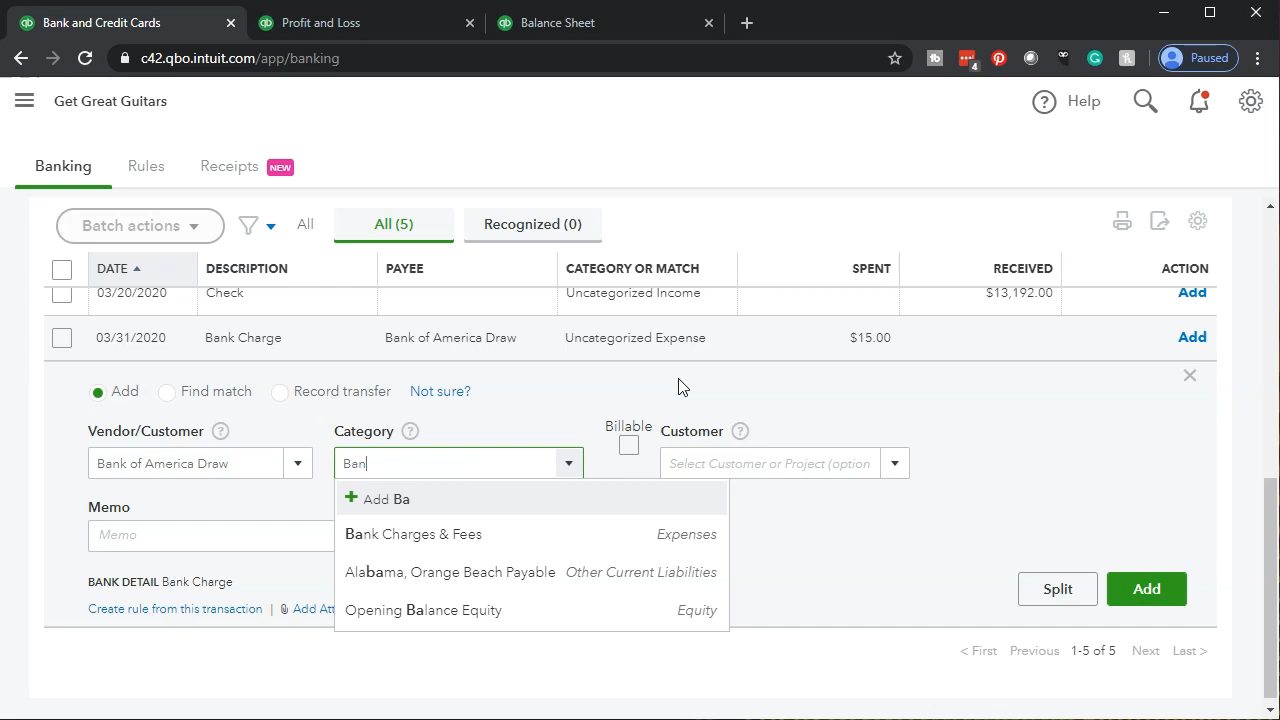 Bank and Credit Cards
Profit and Loss
Balance Sheet
c42.qbo.intuit.com/app/banking
4
Paused
Get Great Guitars
Help
Banking Rules Receipts NEW
Batch actions All All (5) Recognized (0)
DATE DESCRIPTION PAYEE CATEGORY OR MATCH SPENT RECEIVED ACTION
03/20/2020 Check Uncategorized Income $13,192.00 Add
03/31/2020 Bank Charge Bank of America Draw Uncategorized Expense $15.00 Add
Add Find match Record transfer Not sure?
Vendor/Customer ? Category ? Billable Customer ?
Bank of America Draw Ban Select Customer or Project (option
Add Ba
Memo
Memo
Bank Charges & Fees Expenses
Alabama, Orange Beach Payable Other Current Liabilities
Opening Balance Equity Equity
BANK DETAIL Bank Charge
Create rule from this transaction | Add Att
Split Add
< First Previous 1-5 of 5 Next Last >